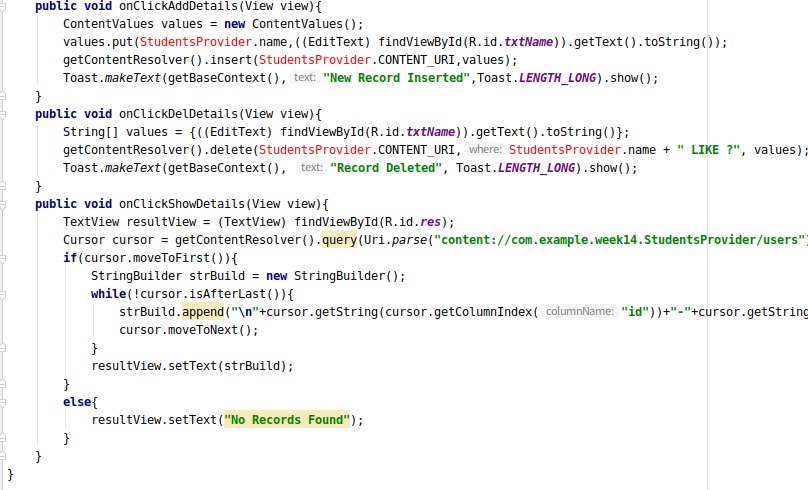 public void onClickAddDetails(View view){
ContentValues values = new ContentValues();
values.put(StudentsProvider.name,((EditText) findViewById(R.id.txtName)).getText().toString());
getContentResolver().insert(StudentsProvider.CONTENT_URI,values);
Toast.makeText(getBaseContext(), text: "New Record Inserted",Toast.LENGTH_LONG).show();
}
public void onClickDelDetails(View view){
String[] values = {((EditText) findViewById(R.id.txtName)).getText().toString()};
getContentResolver().delete(StudentsProvider.CONTENT_URI, where: StudentsProvider.name + " LIKE ?", values);
Toast.makeText(getBaseContext(), text: "Record Deleted", Toast.LENGTH_LONG).show();
}
public void onClickShowDetails(View view){
TextView resultView = (TextView) findViewById(R.id.res);
Cursor cursor = getContentResolver().query(Uri.parse("content://com.example.week14.StudentsProvider/users")
if(cursor.moveToFirst()){
StringBuilder strBuild = new StringBuilder();
while(!cursor.isAfterLast()){
strBuild.append("\n"+cursor.getString(cursor.getColumnIndex( columnName: "id"))+"-"+cursor.getString
cursor.moveToNext();
}
resultView.setText(strBuild);
}
else{
resultView.setText("No Records Found");
}
}
}